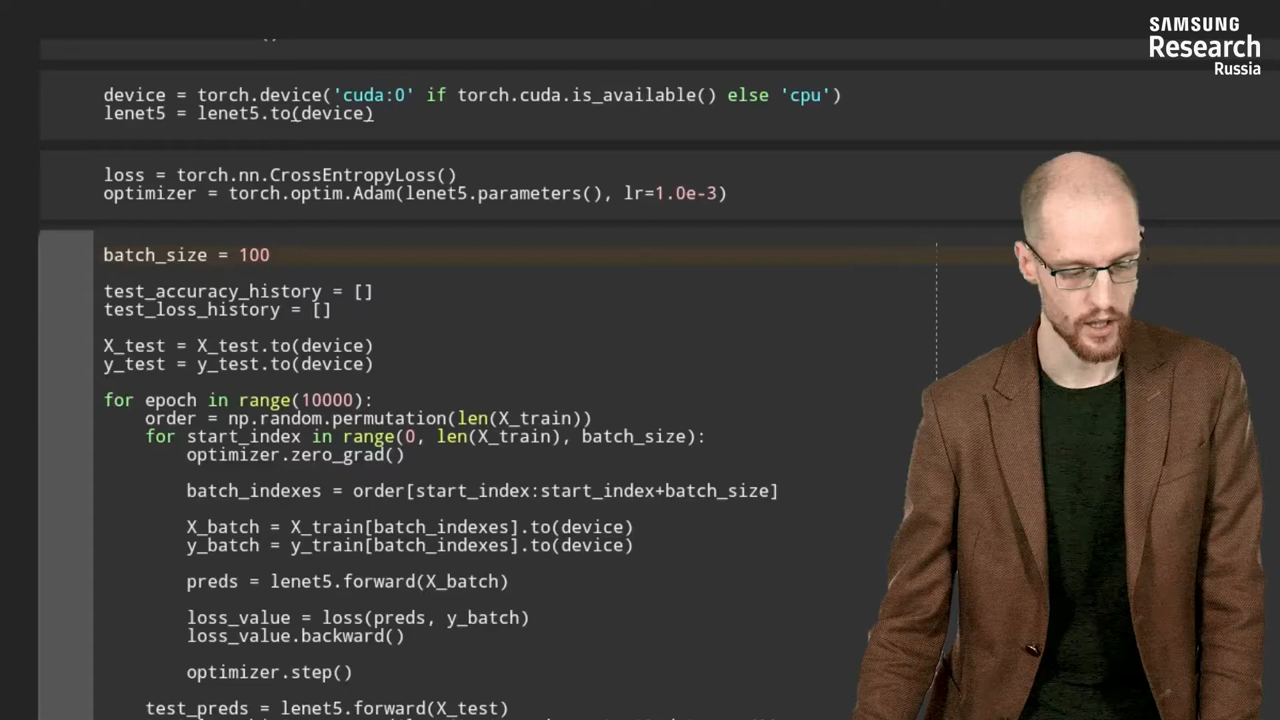 SAMSUNG
Research
Russia
()
device = torch.device('cuda:0' if torch.cuda.is_available() else 'cpu')
lenet5 = lenet5.to(device)
loss = torch.nn.CrossEntropyLoss()
optimizer = torch.optim.Adam(lenet5.parameters(), lr=1.0e-3)
batch_size = 100
test_accuracy_history = []
test_loss_history = []
X_test = X_test.to(device)
y_test = y_test.to(device)
for epoch in range(10000):
    order = np.random.permutation(len(X_train))
    for start_index in range(0, len(X_train), batch_size):
        optimizer.zero_grad()
        batch_indexes = order[start_index:start_index+batch_size]
        X_batch = X_train[batch_indexes].to(device)
        y_batch = y_train[batch_indexes].to(device)
        preds = lenet5.forward(X_batch)
        loss_value = loss(preds, y_batch)
        loss_value.backward()
        optimizer.step()
    test_preds = lenet5.forward(X_test)